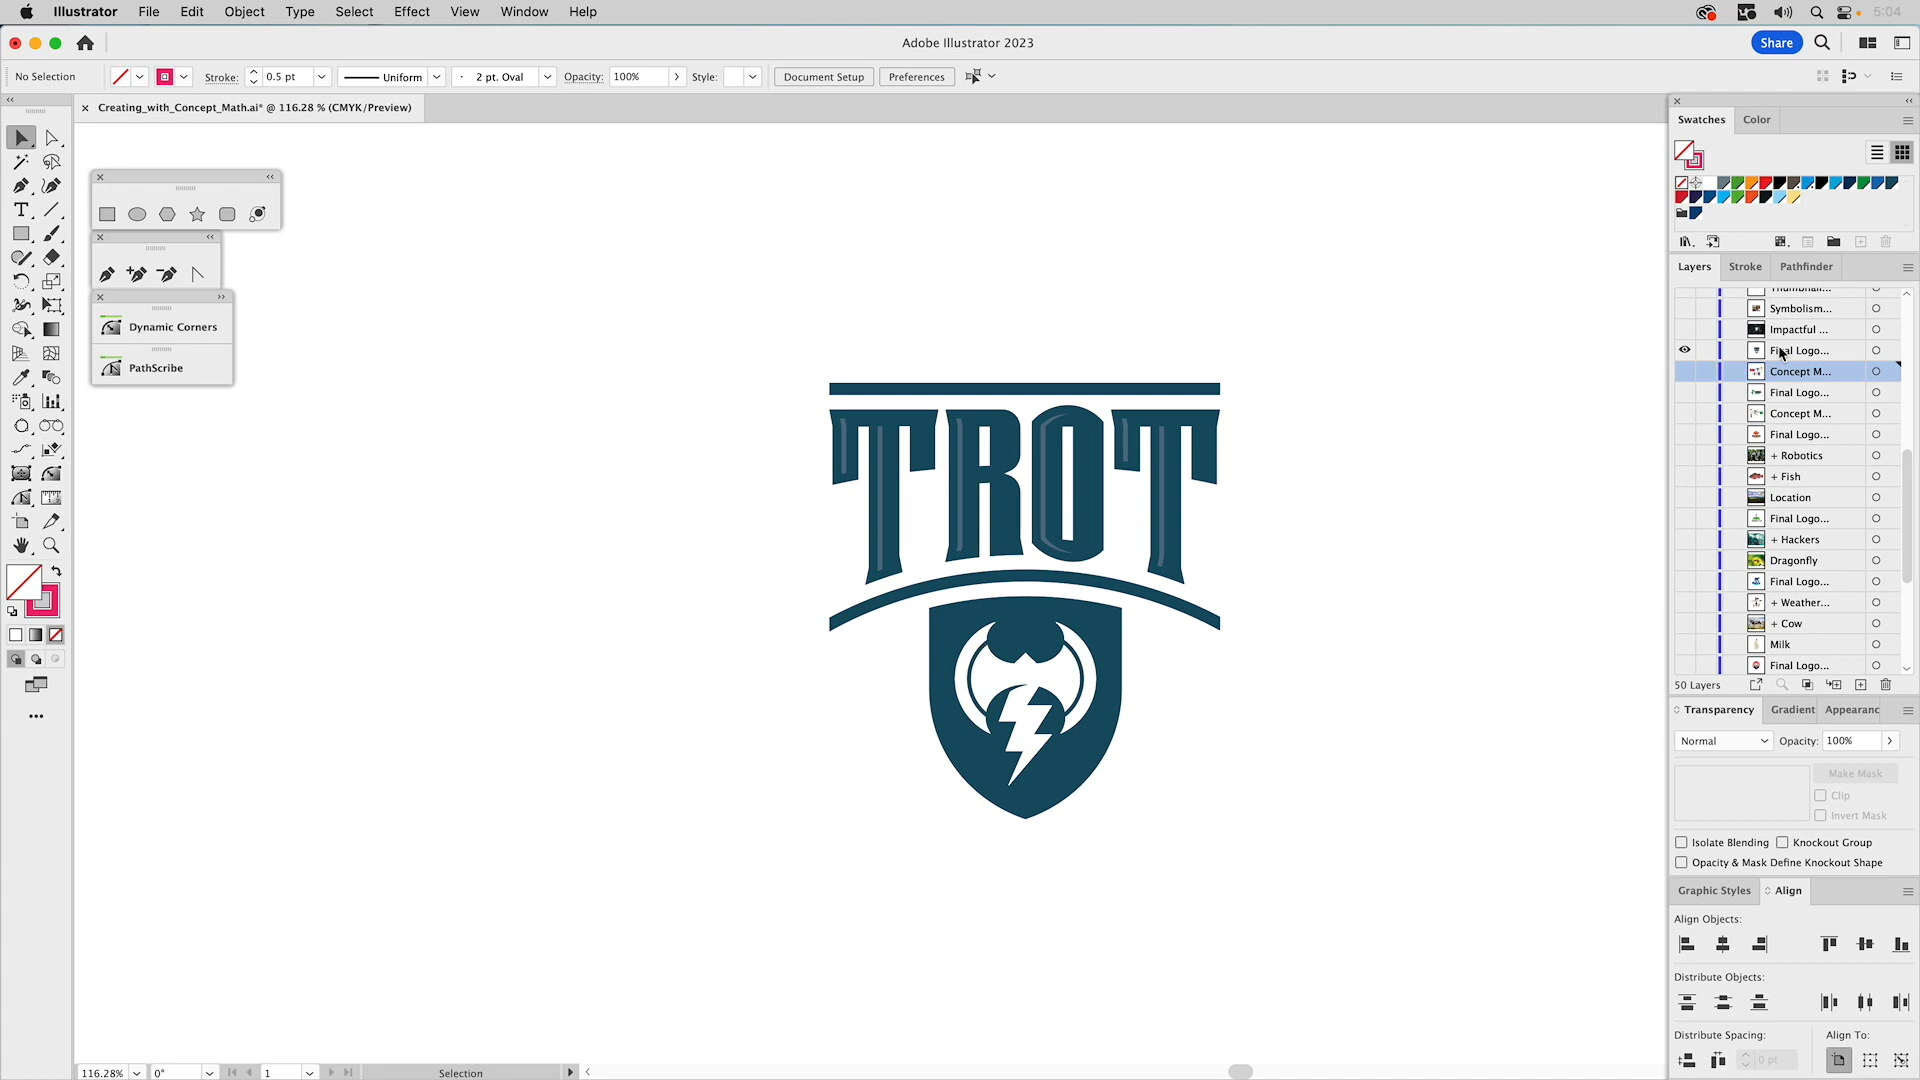 Illustrator File Edit Object Type Select Effect View Window Help 5:04
Adobe Illustrator 2023 Share
No Selection Stroke: 0.5 pt Uniform 2 pt. Oval Opacity: 100% Style: Document Setup Preferences
× Creating_with_Concept_Math.ai* @ 116.28 % (CMYK/Preview)
Dynamic Corners
PathScribe
TROT
Swatches Color
Layers Stroke Pathfinder
Thumbnail...
Symbolism...
Impactful ...
Final Logo...
Concept M...
Final Logo...
Concept M...
Final Logo...
+ Robotics
+ Fish
Location
Final Logo...
+ Hackers
Dragonfly
Final Logo...
+ Weather...
+ Cow
Milk
Final Logo...
50 Layers
Transparency Gradient Appearanc
Normal Opacity: 100%
Make Mask
Clip
Invert Mask
Isolate Blending Knockout Group
Opacity & Mask Define Knockout Shape
Graphic Styles Align
Align Objects:
Distribute Objects:
Distribute Spacing: Align To:
0 pt
116.28% 0° 1 Selection